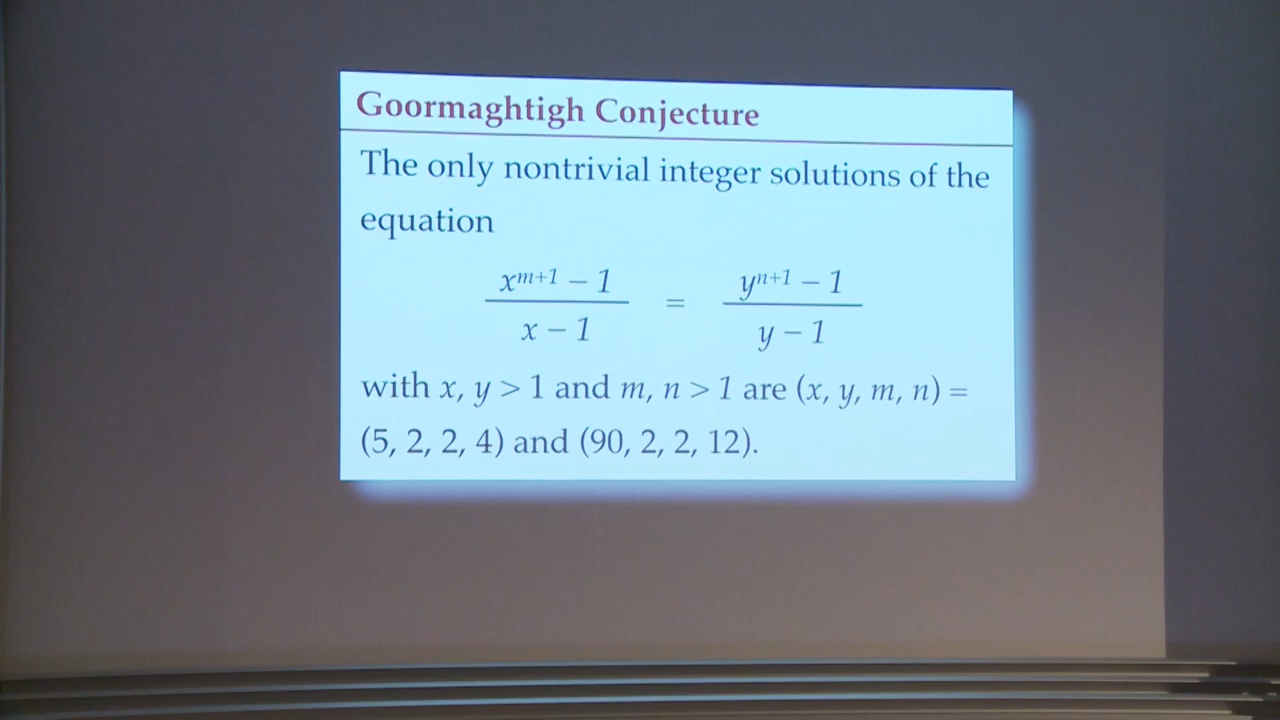 Goormaghtigh Conjecture
The only nontrivial integer solutions of the
equation
x^{m+1} – 1 / x – 1 = y^{n+1} – 1 / y – 1
with x, y > 1 and m, n > 1 are (x, y, m, n) =
(5, 2, 2, 4) and (90, 2, 2, 12).